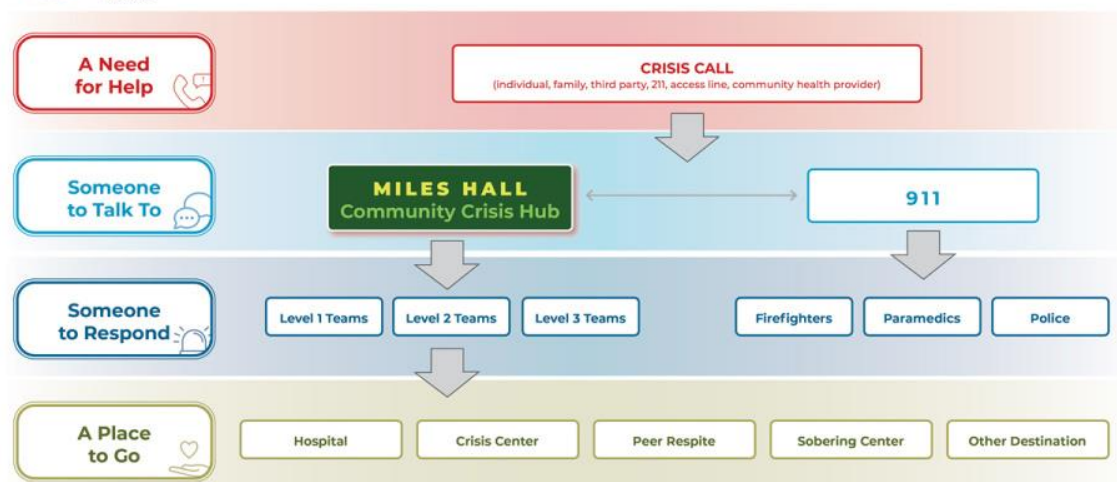 A Need
for Help
CRISIS CALL
(individual, family, third party, 211, access line, community health provider)
Someone
to Talk To
MILES HALL
Community Crisis Hub
911
Someone
to Respond
Level 1 Teams
Level 2 Teams
Level 3 Teams
Firefighters
Paramedics
Police
A Place
to Go
Hospital
Crisis Center
Peer Respite
Sobering Center
Other Destination